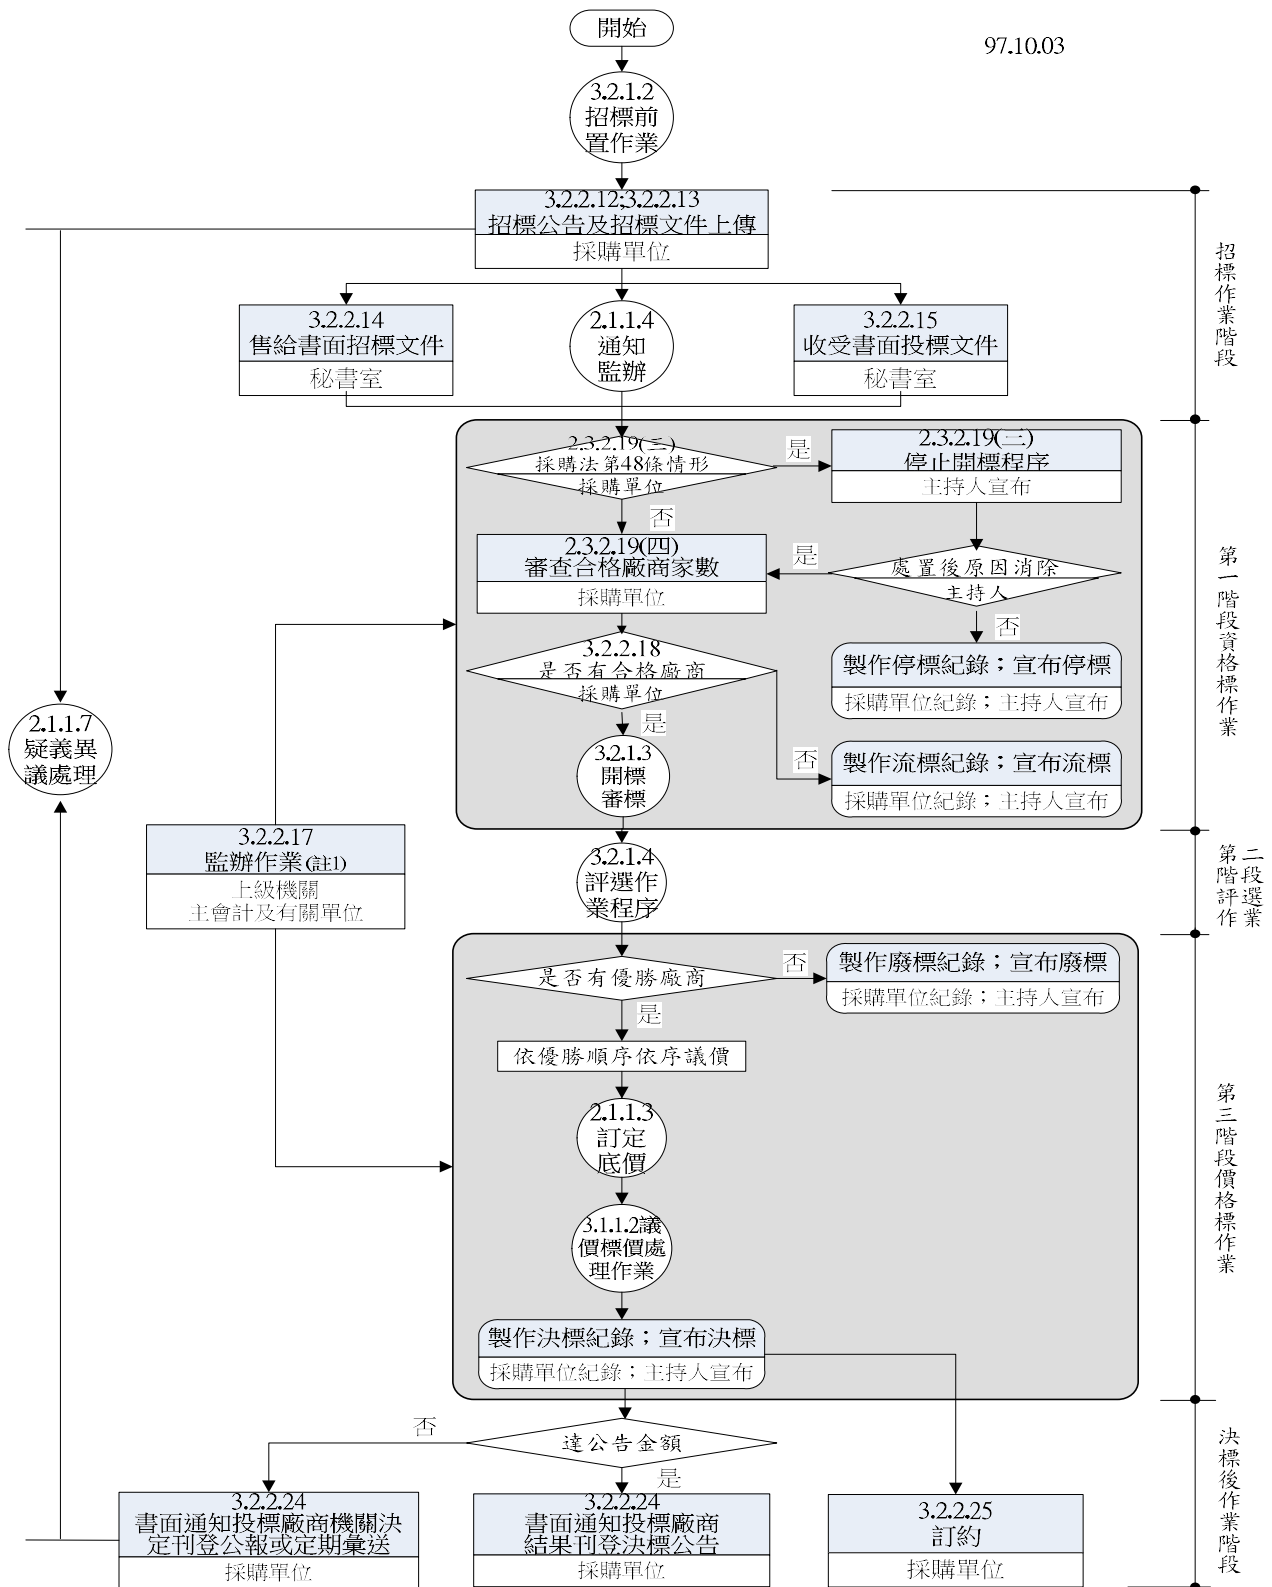 開始
97.10.03
3.2.1.2
招標前
置作業
3.2.2.12;3.2.2.13
招標公告及招標文件上傳
採購單位
招標作業階段
3.2.2.14
售給書面招標文件
秘書室
2.1.1.4
通知
監辦
3.2.2.15
收受書面投標文件
秘書室
2.3.2.19(三)
採購法第48條情形
採購單位
是
2.3.2.19(三)
停止開標程序
主持人宣布
否
2.3.2.19(四)
審查合格廠商家數
採購單位
是
處置後原因消除
主持人
否
第一階段資格標作業
3.2.2.18
是否有合格廠商
採購單位
製作停標紀錄；宣布停標
採購單位紀錄；主持人宣布
是
2.1.1.7
疑義異
議處理
3.2.1.3
開標
審標
否
製作流標紀錄；宣布流標
採購單位紀錄；主持人宣布
3.2.2.17
監辦作業(註1)
上級機關
主會計及有關單位
3.2.1.4
評選作
業程序
第二
階段
評選
作業
是否有優勝廠商
否
製作廢標紀錄；宣布廢標
採購單位紀錄；主持人宣布
是
依優勝順序依序議價
2.1.1.3
訂定
底價
第三階段價格標作業
3.1.1.2議
價標價處
理作業
製作決標紀錄；宣布決標
採購單位紀錄；主持人宣布
否
達公告金額
是
決標後作業階段
3.2.2.24
書面通知投標廠商機關決
定刊登公報或定期彙送
採購單位
3.2.2.24
書面通知投標廠商
結果刊登決標公告
採購單位
3.2.2.25
訂約
採購單位